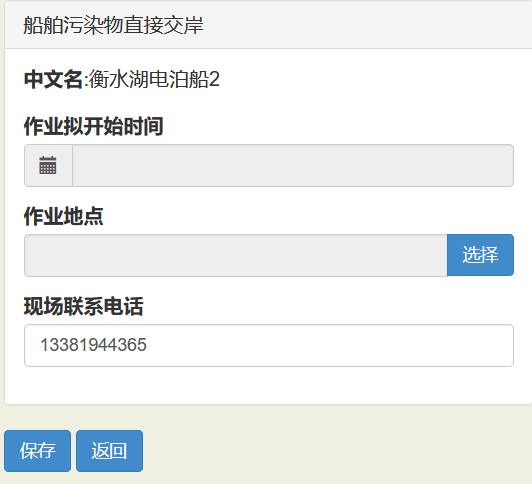 船舶污染物直接交岸
中文名:衡水湖电泊船2
作业拟开始时间
作业地点
选择
现场联系电话
13381944365
保存 返回